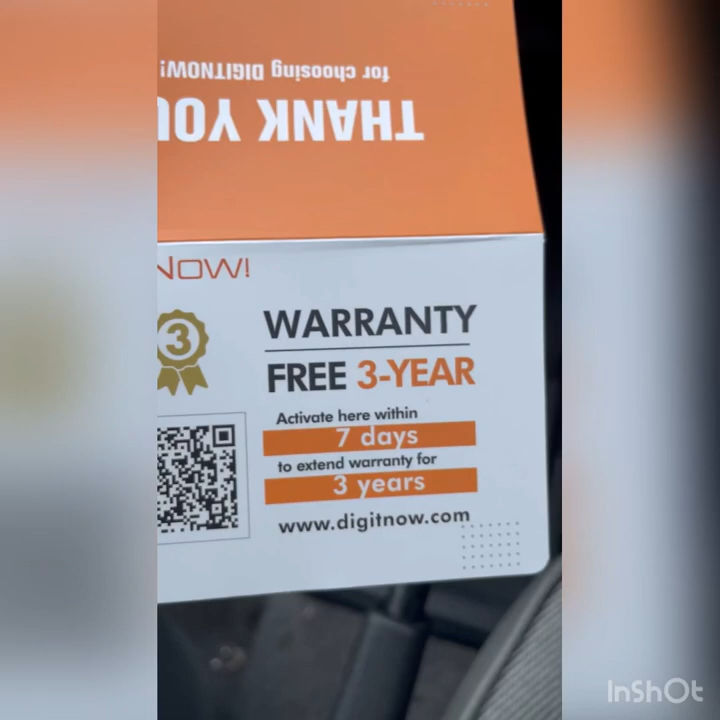 THANK YOU
for choosing DIGITNOW!
NOW!
3
WARRANTY
FREE 3-YEAR
Activate here within
7 days
to extend warranty for
3 years
www.digitnow.com
InShOt